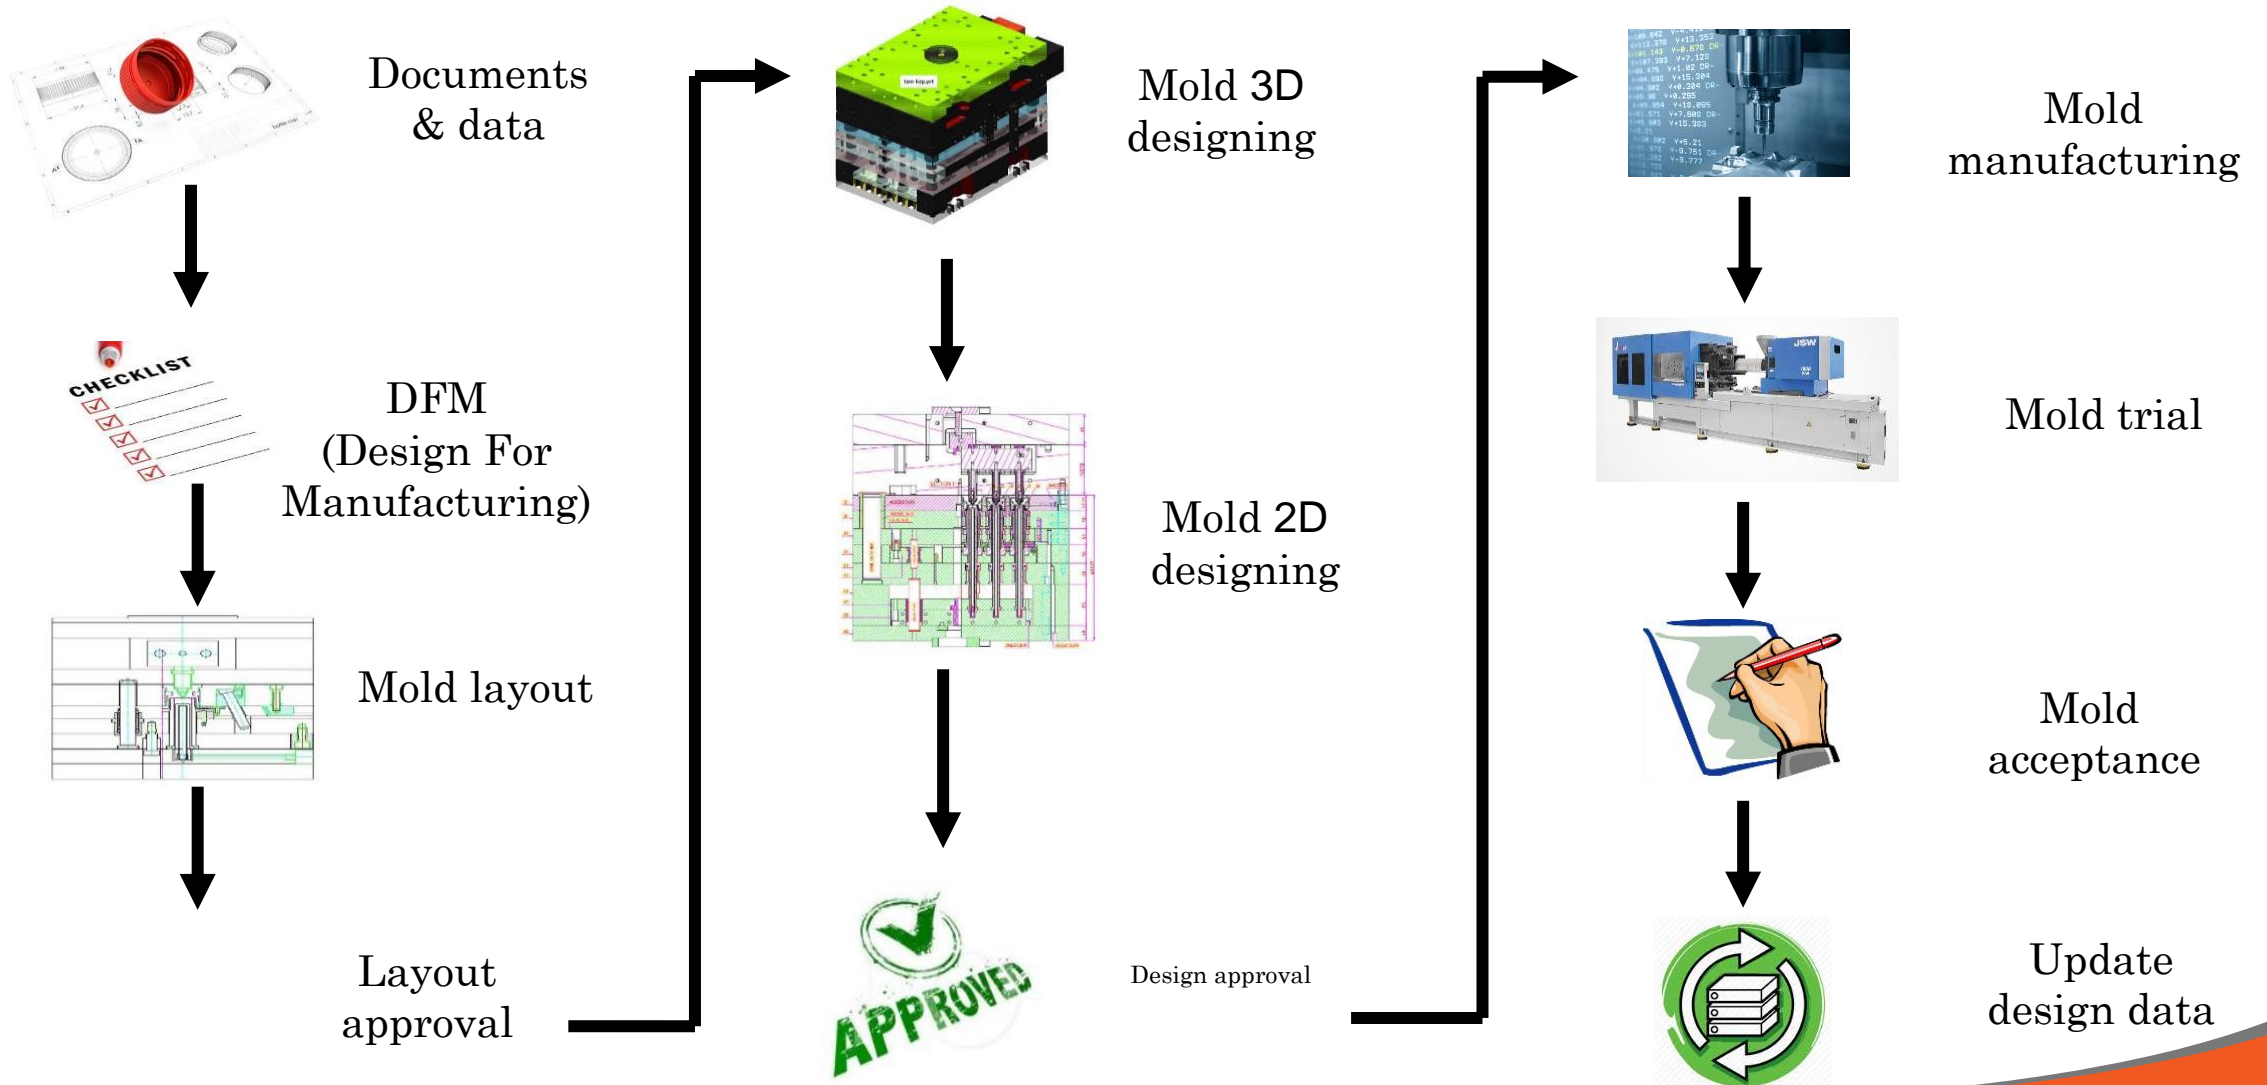 Documents
& data
CHECKLIST
DFM
(Design For
Manufacturing)
Mold layout
Layout
approval
Mold 3D
designing
Mold 2D
designing
APPROVED
Design approval
Mold
manufacturing
JSW
Mold trial
Mold
acceptance
Update
design data